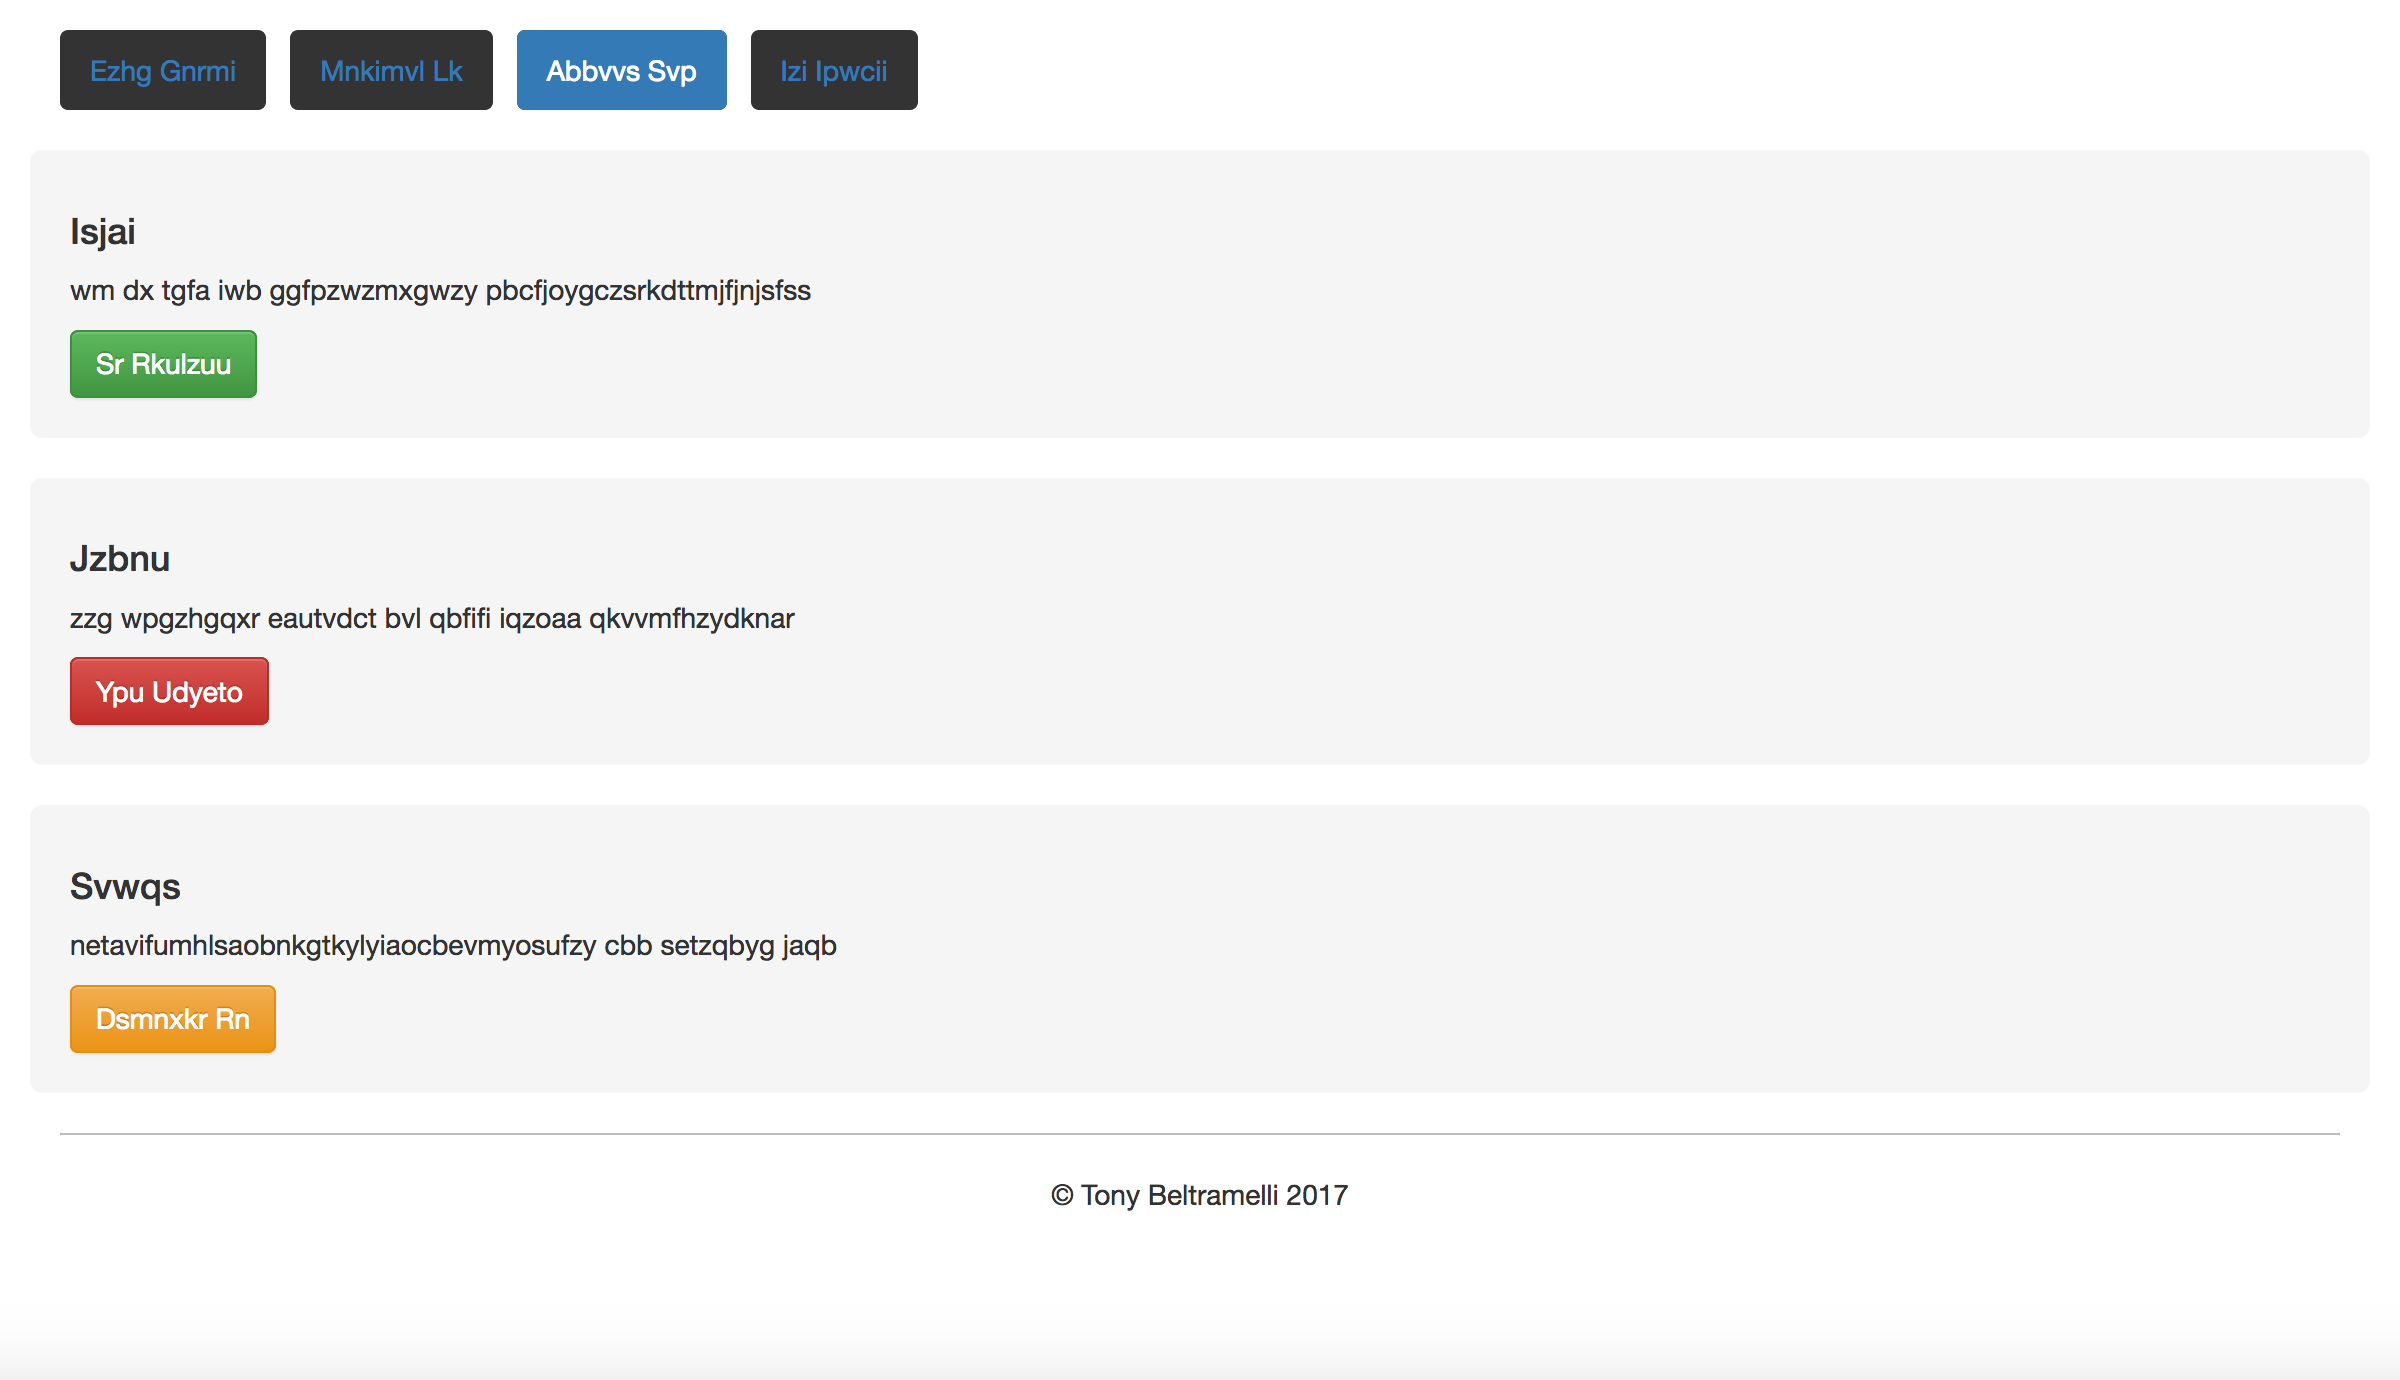 Ezhg Gnrmi Mnkimvl Lk Abbvvs Svp Izi Ipwcii
Isjai
wm dx tgfa iwb ggfpzwzmxgwzy pbcfjoygczsrkdttmjfjnjsfss
Sr Rkulzuu
Jzbnu
zzg wpgzhgqxr eautvdct bvl qbfifi iqzoaa qkvvmfhzydknar
Ypu Udyeto
Svwqs
netavifumhlsaobnkgtkylyiaocbevmyosufzy cbb setzqbyg jaqb
Dsmnxkr Rn
© Tony Beltramelli 2017